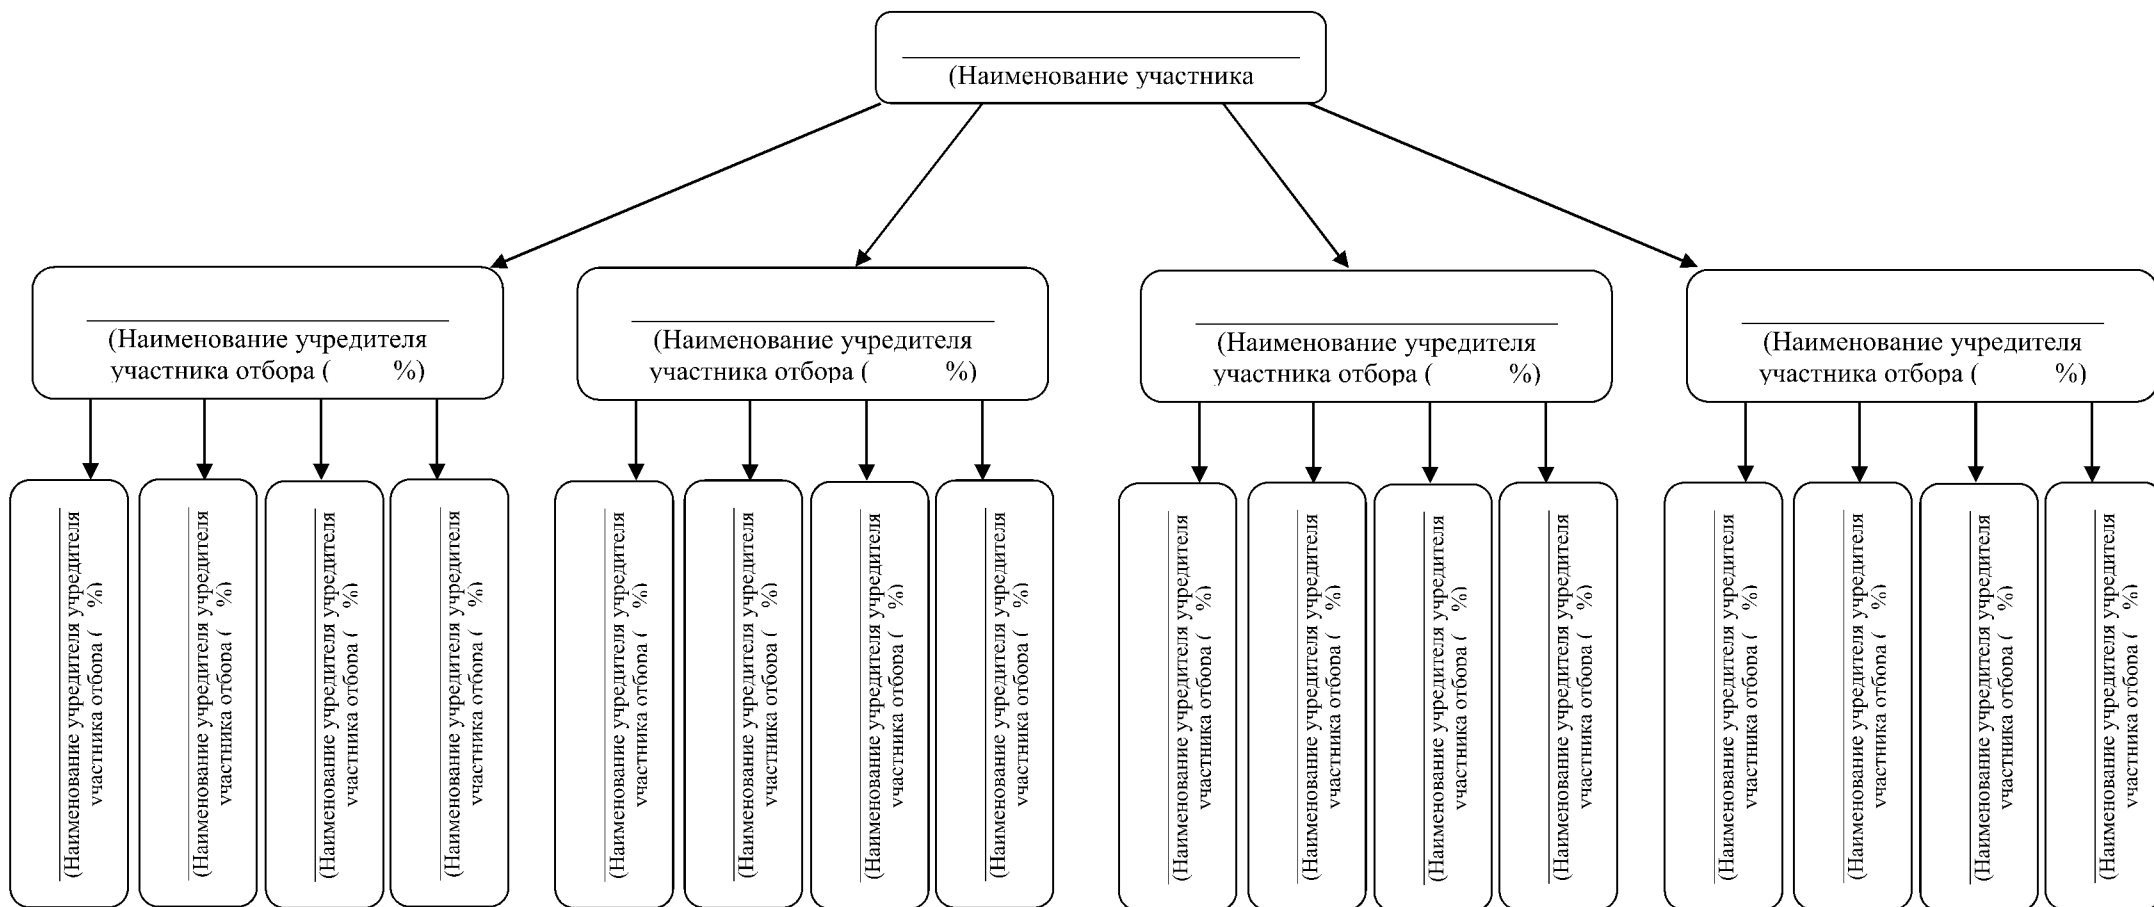 (Наименование участника
(Наименование учредителя
участника отбора ( %)
(Наименование учредителя
участника отбора ( %)
(Наименование учредителя
участника отбора ( %)
(Наименование учредителя
участника отбора ( %)
(Наименование учредителя учредителя
участника отбора ( %)
(Наименование учредителя учредителя
участника отбора ( %)
(Наименование учредителя учредителя
участника отбора ( %)
(Наименование учредителя учредителя
участника отбора ( %)
(Наименование учредителя учредителя
участника отбора ( %)
(Наименование учредителя учредителя
участника отбора ( %)
(Наименование учредителя учредителя
участника отбора ( %)
(Наименование учредителя учредителя
участника отбора ( %)
(Наименование учредителя учредителя
участника отбора ( %)
(Наименование учредителя учредителя
участника отбора ( %)
(Наименование учредителя учредителя
участника отбора ( %)
(Наименование учредителя учредителя
участника отбора ( %)
(Наименование учредителя учредителя
участника отбора ( %)
(Наименование учредителя учредителя
участника отбора ( %)
(Наименование учредителя учредителя
участника отбора ( %)
(Наименование учредителя учредителя
участника отбора ( %)